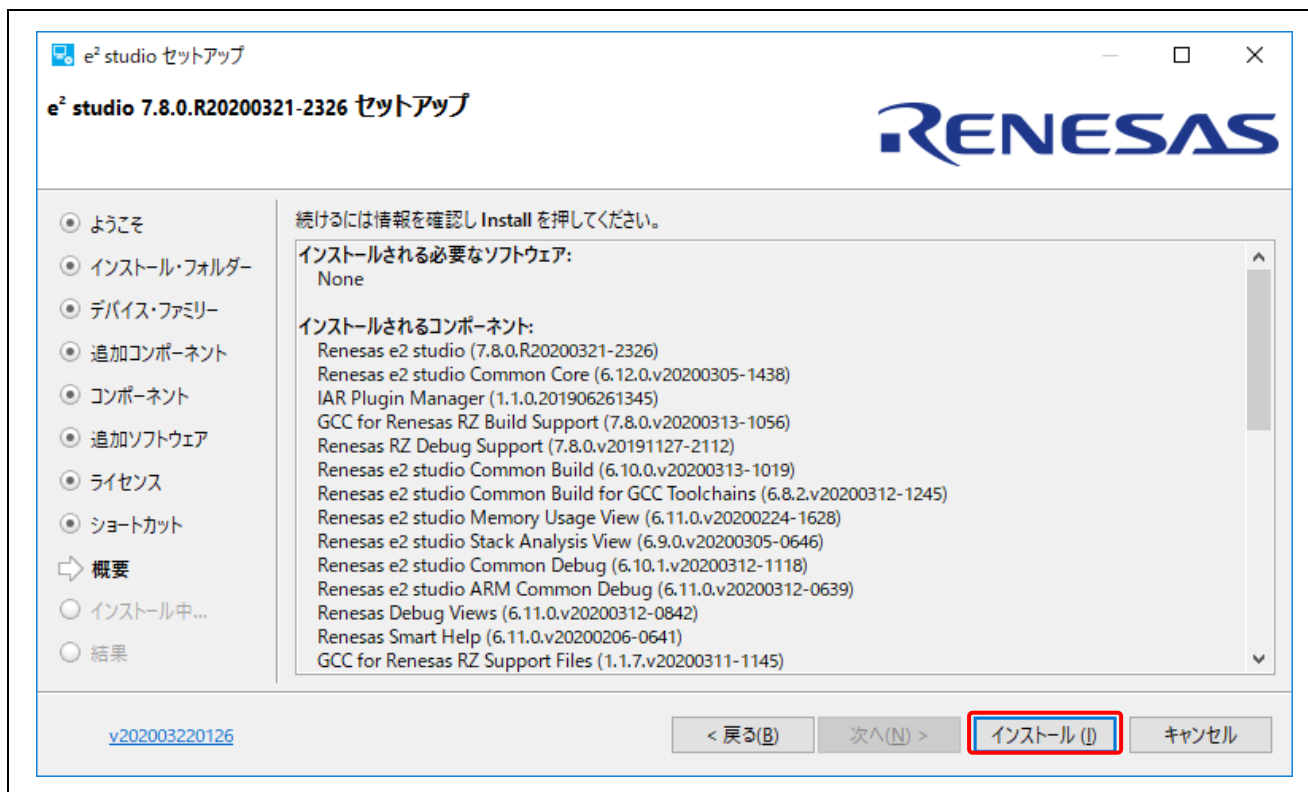 e² studio セットアップ
e² studio 7.8.0.R20200321-2326 セットアップ
RENESAS
ようこそ
インストール・フォルダー
デバイス・ファミリー
追加コンポーネント
コンポーネント
追加ソフトウェア
ライセンス
ショートカット
概要
インストール中...
結果
続けるには情報を確認し Install を押してください。
インストールされる必要なソフトウェア:
None
インストールされるコンポーネント:
Renesas e2 studio (7.8.0.R20200321-2326)
Renesas e2 studio Common Core (6.12.0.v20200305-1438)
IAR Plugin Manager (1.1.0.201906261345)
GCC for Renesas RZ Build Support (7.8.0.v20200313-1056)
Renesas RZ Debug Support (7.8.0.v20191127-2112)
Renesas e2 studio Common Build (6.10.0.v20200313-1019)
Renesas e2 studio Common Build for GCC Toolchains (6.8.2.v20200312-1245)
Renesas e2 studio Memory Usage View (6.11.0.v20200224-1628)
Renesas e2 studio Stack Analysis View (6.9.0.v20200305-0646)
Renesas e2 studio Common Debug (6.10.1.v20200312-1118)
Renesas e2 studio ARM Common Debug (6.11.0.v20200312-0639)
Renesas Debug Views (6.11.0.v20200312-0842)
Renesas Smart Help (6.11.0.v20200206-0641)
GCC for Renesas RZ Support Files (1.1.7.v20200311-1145)
v202003220126
< 戻る(B)
次へ(N) >
インストール (I)
キャンセル